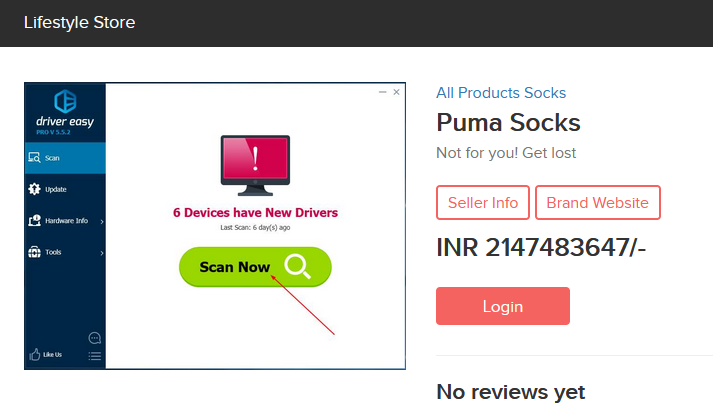 Lifestyle Store
driver easy
PRO V 5.5.2
Scan
Update
Hardware Info
Tools
Like Us
6 Devices have New Drivers
Last Scan: 6 day(s) ago
Scan Now
All Products Socks
Puma Socks
Not for you! Get lost
Seller Info Brand Website
INR 2147483647/-
Login
No reviews yet